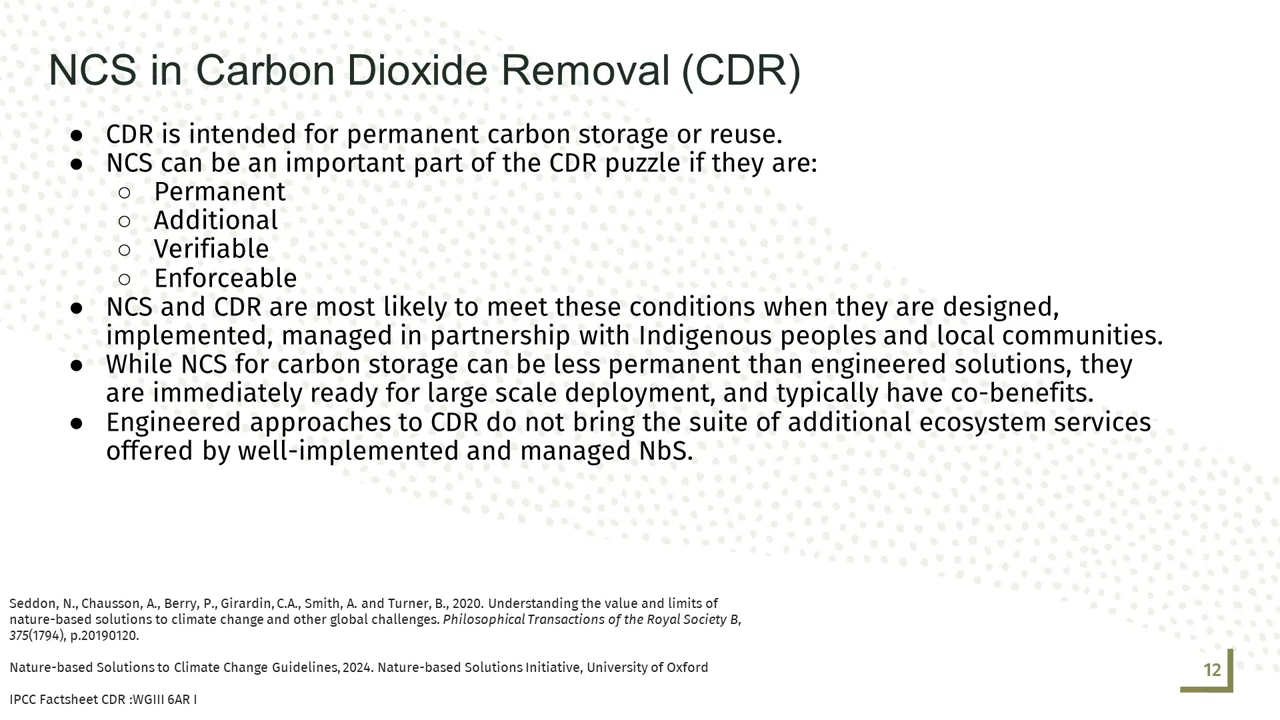 NCS in Carbon Dioxide Removal (CDR)
● CDR is intended for permanent carbon storage or reuse.
● NCS can be an important part of the CDR puzzle if they are:
○ Permanent
○ Additional
○ Verifiable
○ Enforceable
● NCS and CDR are most likely to meet these conditions when they are designed,
implemented, managed in partnership with Indigenous peoples and local communities.
● While NCS for carbon storage can be less permanent than engineered solutions, they
are immediately ready for large scale deployment, and typically have co-benefits.
● Engineered approaches to CDR do not bring the suite of additional ecosystem services
offered by well-implemented and managed NbS.
Seddon, N., Chausson, A., Berry, P., Girardin, C.A., Smith, A. and Turner, B., 2020. Understanding the value and limits of
nature-based solutions to climate change and other global challenges. Philosophical Transactions of the Royal Society B,
375(1794), p.20190120.
Nature-based Solutions to Climate Change Guidelines, 2024. Nature-based Solutions Initiative, University of Oxford
IPCC Factsheet CDR :WGIII 6AR I
12